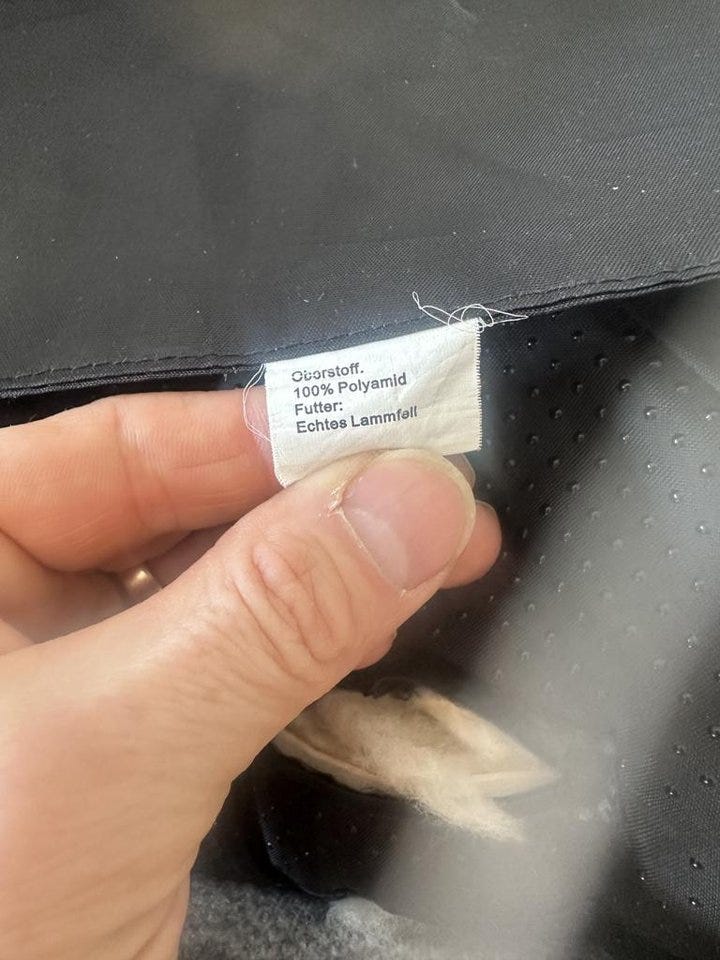 Oberstoff.
100% Polyamid
Futter:
Echtes Lammfell